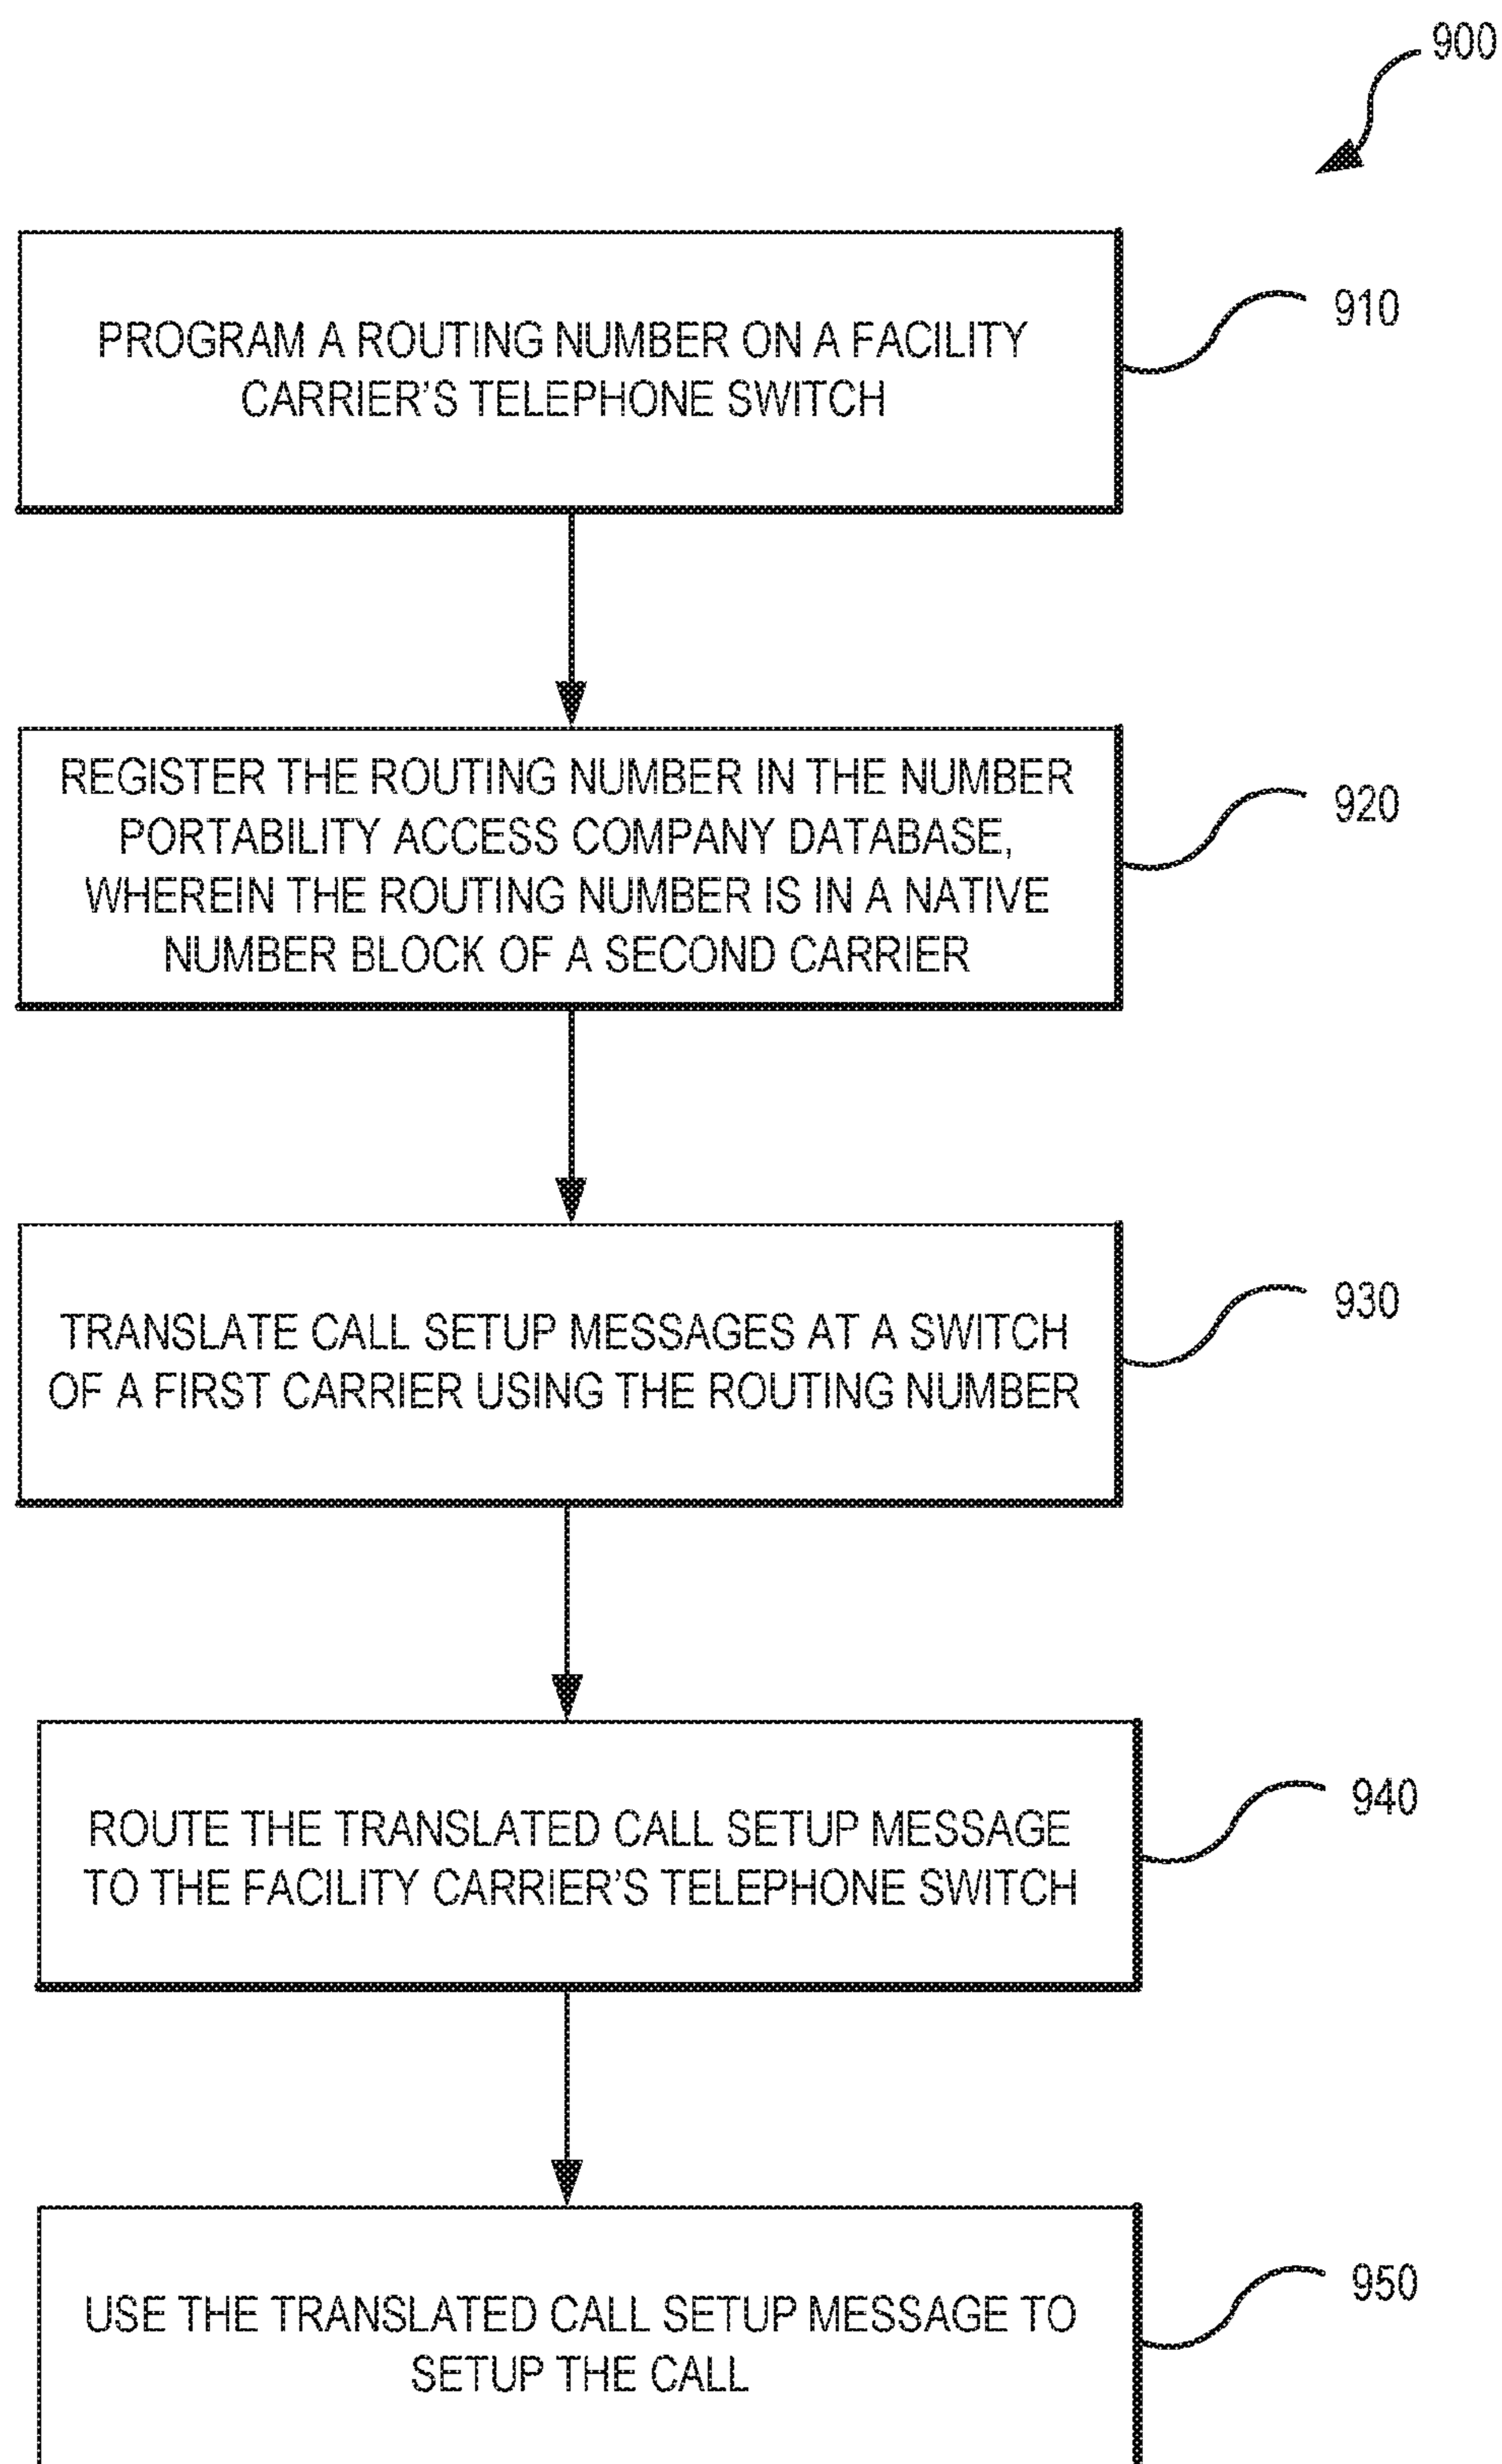 900
PROGRAM A ROUTING NUMBER ON A FACILITY
CARRIER'S TELEPHONE SWITCH
910
REGISTER THE ROUTING NUMBER IN THE NUMBER
PORTABILITY ACCESS COMPANY DATABASE,
WHEREIN THE ROUTING NUMBER IS IN A NATIVE
NUMBER BLOCK OF A SECOND CARRIER
920
TRANSLATE CALL SETUP MESSAGES AT A SWITCH
OF A FIRST CARRIER USING THE ROUTING NUMBER
930
ROUTE THE TRANSLATED CALL SETUP MESSAGE
TO THE FACILITY CARRIER'S TELEPHONE SWITCH
940
USE THE TRANSLATED CALL SETUP MESSAGE TO
SETUP THE CALL
950